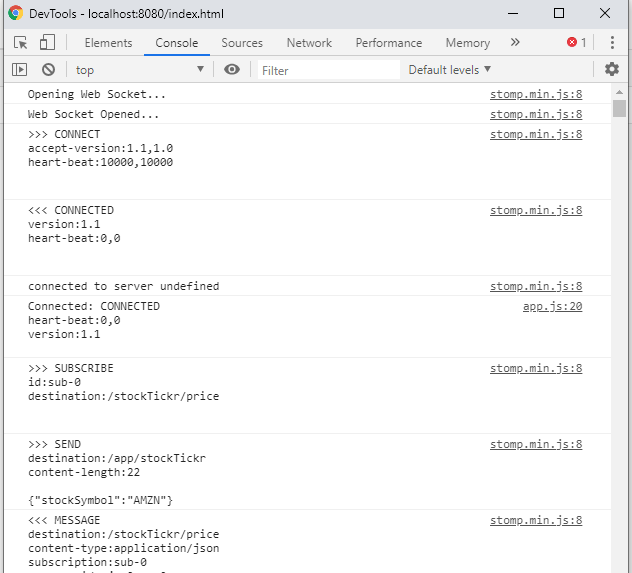 DevTools - localhost:8080/index.html
Elements Console Sources Network Performance Memory » 1
top ▼ Filter Default levels ▼
Opening Web Socket... stomp.min.js:8
Web Socket Opened... stomp.min.js:8
>>> CONNECT stomp.min.js:8
accept-version:1.1,1.0
heart-beat:10000,10000
<<< CONNECTED stomp.min.js:8
version:1.1
heart-beat:0,0
connected to server undefined stomp.min.js:8
Connected: CONNECTED app.js:20
heart-beat:0,0
version:1.1
>>> SUBSCRIBE stomp.min.js:8
id:sub-0
destination:/stockTickr/price
>>> SEND stomp.min.js:8
destination:/app/stockTickr
content-length:22
{"stockSymbol":"AMZN"}
<<< MESSAGE stomp.min.js:8
destination:/stockTickr/price
content-type:application/json
subscription:sub-0